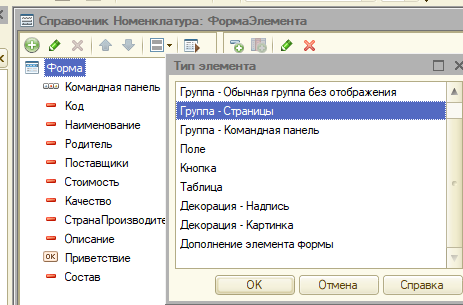 Справочник Номенклатура: ФормаЭлемента
Форма
Командная панель
Код
Наименование
Родитель
Поставщики
Стоимость
Качество
СтранаПроизводите
Описание
OK Приветствие
Состав
Тип элемента
Группа - Обычная группа без отображения
Группа - Страницы
Группа - Командная панель
Поле
Кнопка
Таблица
Декорация - Надпись
Декорация - Картинка
Дополнение элемента формы
OK
Отмена
Справка